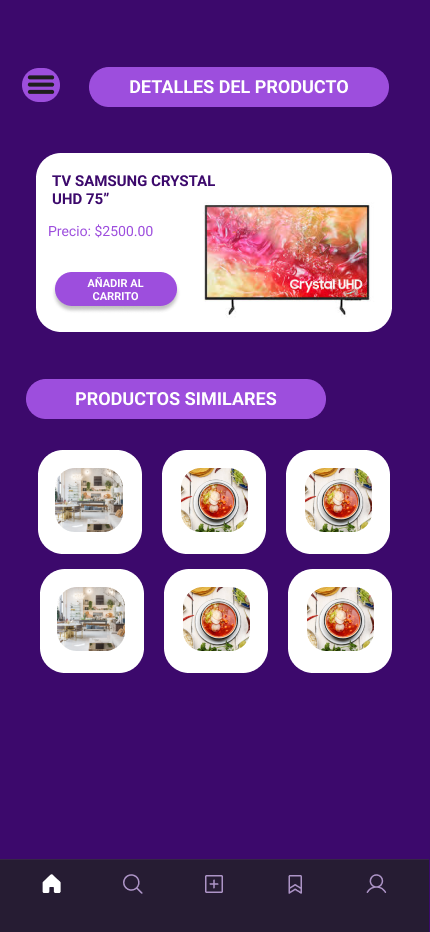 DETALLES DEL PRODUCTO
TV SAMSUNG CRYSTAL
UHD 75”
Precio: $2500.00
AÑADIR AL
CARRITO
Crystal UHD
PRODUCTOS SIMILARES